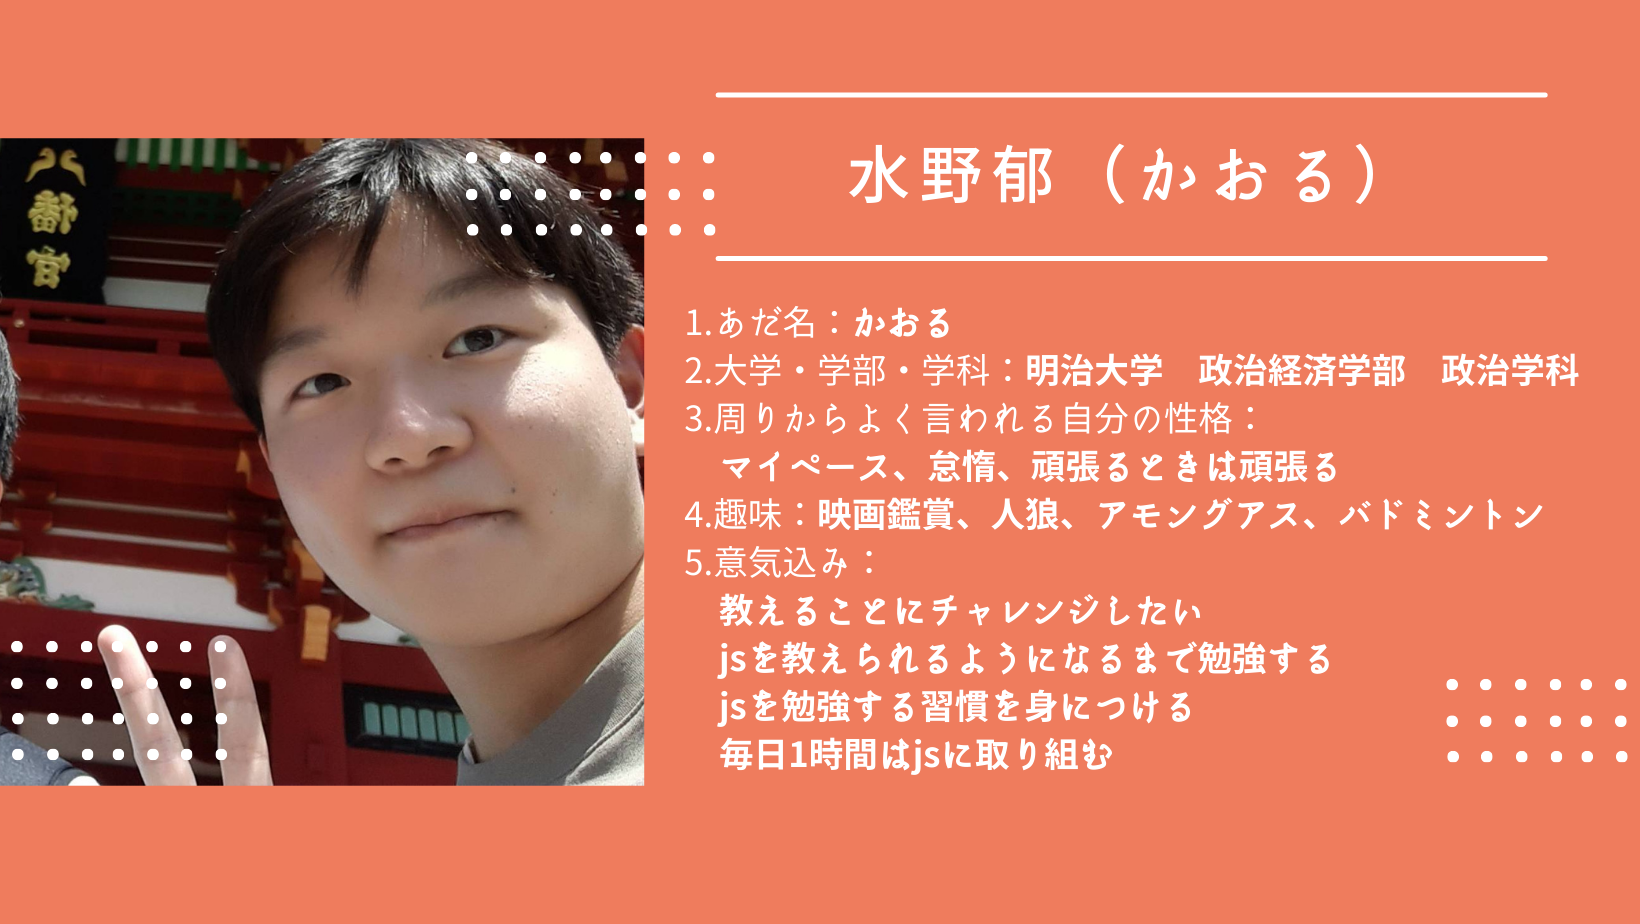 八幡宮
水野郁（かおる）
1.あだ名：かおる
2.大学・学部・学科：明治大学　政治経済学部　政治学科
3.周りからよく言われる自分の性格：
マイペース、怠惰、頑張るときは頑張る
4.趣味：映画鑑賞、人狼、アモングアス、バドミントン
5.意気込み：
教えることにチャレンジしたい
jsを教えられるようになるまで勉強する
jsを勉強する習慣を身につける
毎日1時間はjsに取り組む